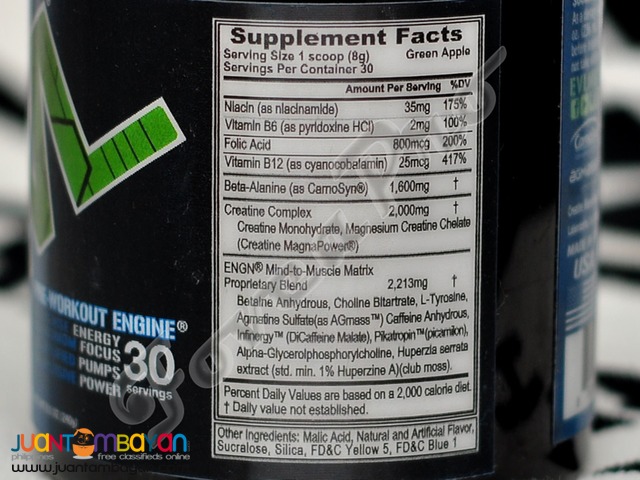 Supplement Facts
Serving Size 1 scoop (8g) Green Apple
Servings Per Container 30
Amount Per Serving %DV
Niacin (as niacinamide) 35mg 175%
Vitamin B6 (as pyridoxine HCl) 2mg 100%
Folic Acid 800mcg 200%
Vitamin B12 (as cyanocobalamin) 25mcg 417%
Beta-Alanine (as CarnoSyn®) 1,600mg †
Creatine Complex 2,000mg †
Creatine Monohydrate, Magnesium Creatine Chelate
(Creatine MagnaPower®)
ENGN® Mind-to-Muscle Matrix
Proprietary Blend 2,213mg †
Betaine Anhydrous, Choline Bitartrate, L-Tyrosine,
Agmatine Sulfate(as AGmass™) Caffeine Anhydrous,
Infinergy™ (DiCaffeine Malate), Pikatropin™(picamilon),
Alpha-Glycerolphosphorylcholine, Huperzia serrata
extract (std. min. 1% Huperzine A)(club moss).
Percent Daily Values are based on a 2,000 calorie diet.
† Daily value not established.
Other Ingredients: Malic Acid, Natural and Artificial Flavor,
Sucralose, Silica, FD&C Yellow 5, FD&C Blue 1
-WORKOUT ENGINE®
ENERGY
FOCUS
PUMPS
POWER
30
servings
JUANTAMBAYAN
philippines free classifieds online
www.juantambay